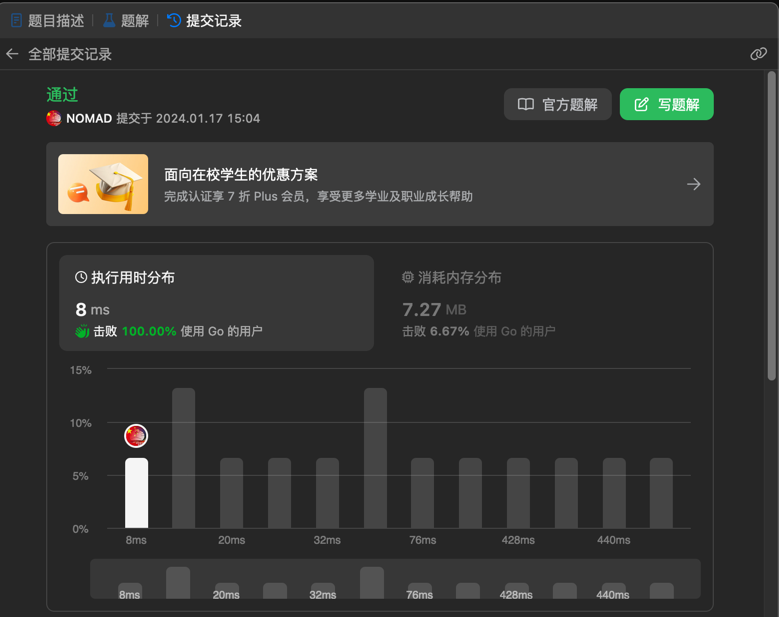 题目描述 题解 提交记录
全部提交记录
通过
NOMAD 提交于 2024.01.17 15:04
官方题解 写题解
面向在校学生的优惠方案
完成认证享 7 折 Plus 会员，享受更多学业及职业成长帮助
执行用时分布 消耗内存分布
8 ms 7.27 MB
击败 100.00% 使用 Go 的用户 击败 6.67% 使用 Go 的用户
15%
10%
5%
0%
8ms 20ms 32ms 76ms 428ms 440ms
8ms 20ms 32ms 76ms 428ms 440ms